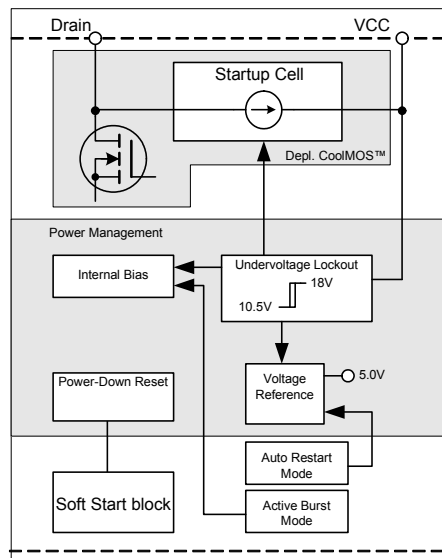 Drain
VCC
Startup Cell
Depl. CoolMOS™
Power Management
Internal Bias
Undervoltage Lockout
18V
10.5V
Power-Down Reset
Voltage
Reference
5.0V
Auto Restart
Mode
Soft Start block
Active Burst
Mode